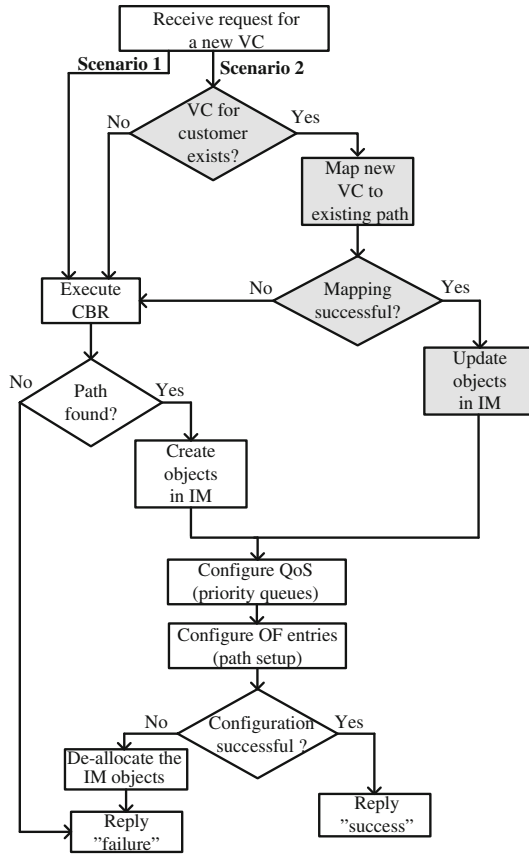 Receive request for
a new VC
Scenario 1
Scenario 2
No
VC for
customer
exists?
Yes
Map new
VC to
existing path
Execute
CBR
No
Mapping
successful?
Yes
Update
objects
in IM
No
Path
found?
Yes
Create
objects
in IM
Configure QoS
(priority queues)
Configure OF entries
(path setup)
No
Configuration
successful ?
Yes
De-allocate the
IM objects
Reply
”failure”
Reply
”success”